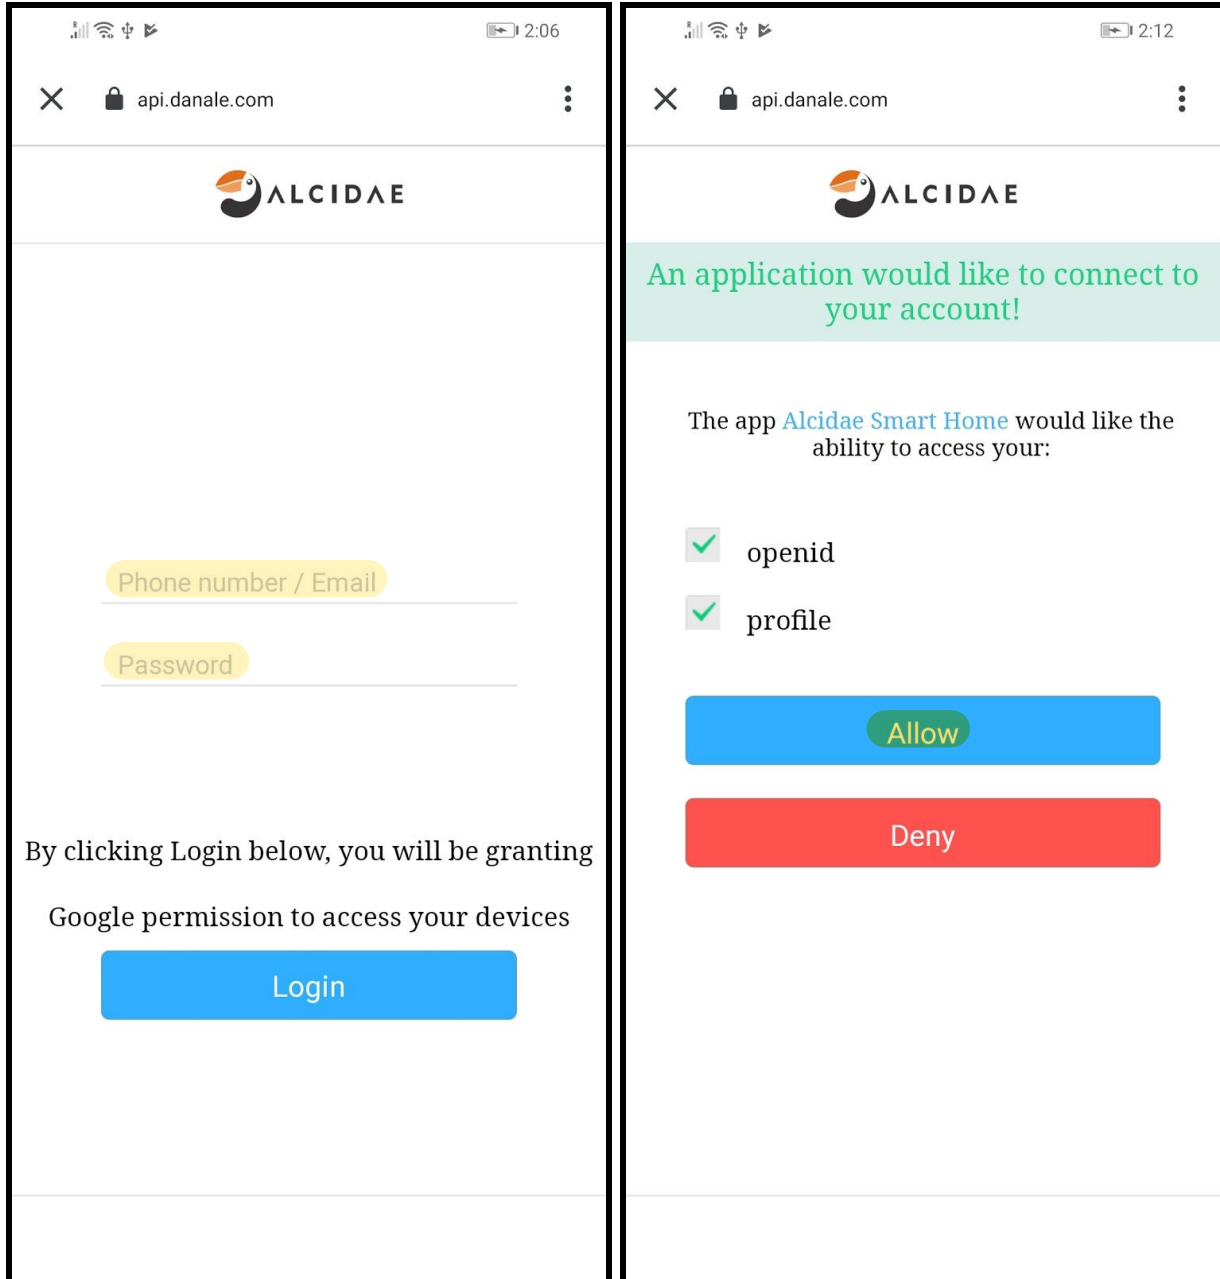 2:06
api.danale.com
ALCIDAE
Phone number / Email
Password
By clicking Login below, you will be granting
Google permission to access your devices
Login
2:12
api.danale.com
ALCIDAE
An application would like to connect to
your account!
The app Alcidae Smart Home would like the
ability to access your:
openid
profile
Allow
Deny